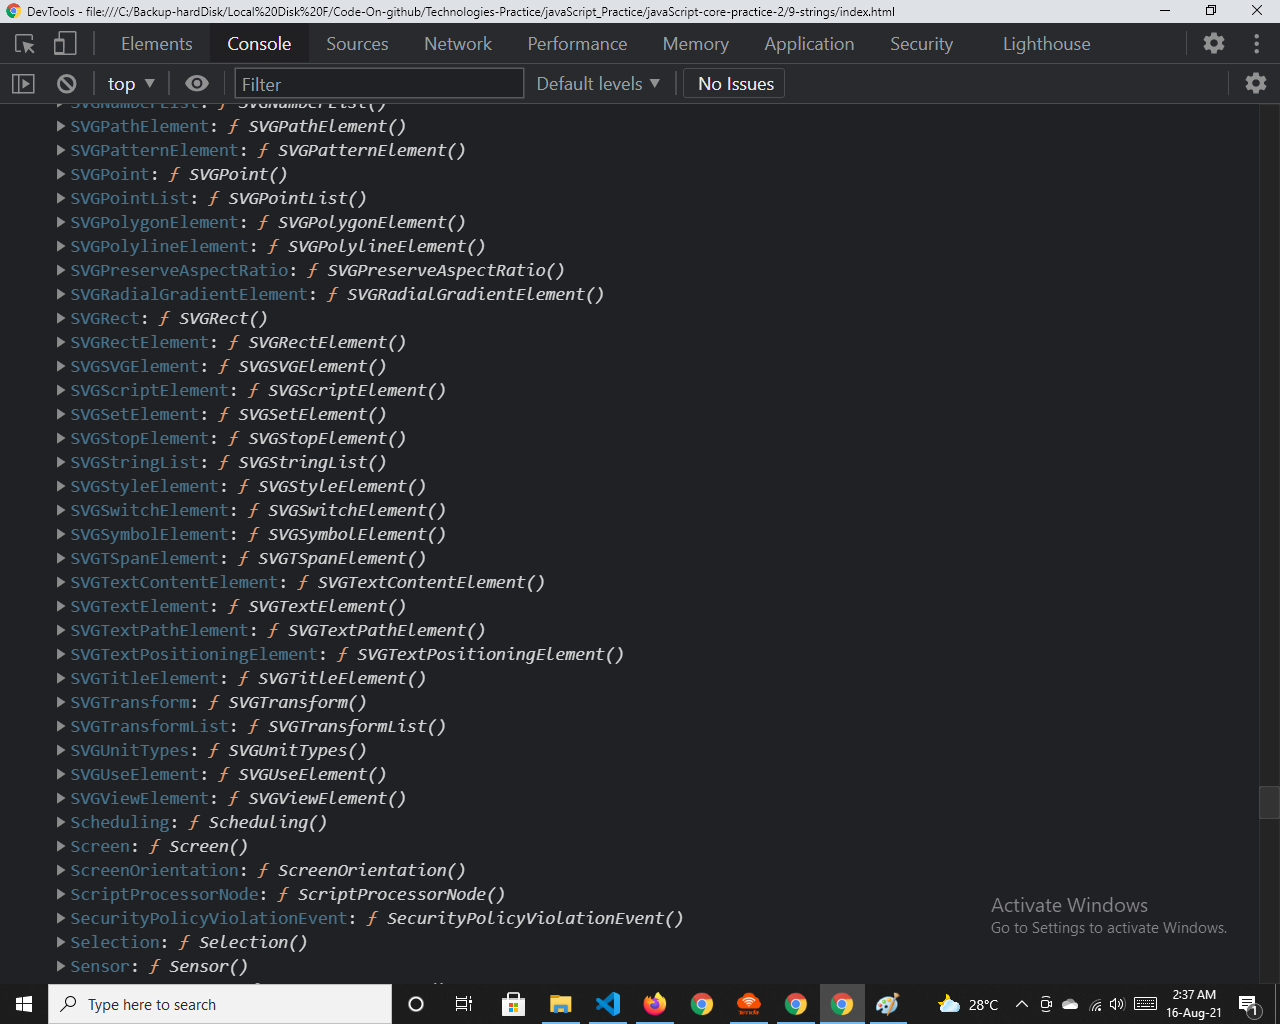 DevTools - file:///C:/Backup-hardDisk/Local%20Disk%20F/Code-On-github/Technologies-Practice/javaScript_Practice/javaScript-core-practice-2/9-strings/index.html
Elements Console Sources Network Performance Memory Application Security Lighthouse
top ▼ Filter Default levels ▼ No Issues
SVGNumberList: ƒ SVGNumberList()
SVGPathElement: ƒ SVGPathElement()
SVGPatternElement: ƒ SVGPatternElement()
SVGPoint: ƒ SVGPoint()
SVGPointList: ƒ SVGPointList()
SVGPolygonElement: ƒ SVGPolygonElement()
SVGPolylineElement: ƒ SVGPolylineElement()
SVGPreserveAspectRatio: ƒ SVGPreserveAspectRatio()
SVGRadialGradientElement: ƒ SVGRadialGradientElement()
SVGRect: ƒ SVGRect()
SVGRectElement: ƒ SVGRectElement()
SVGSVGElement: ƒ SVGSVGElement()
SVGScriptElement: ƒ SVGScriptElement()
SVGSetElement: ƒ SVGSetElement()
SVGStopElement: ƒ SVGStopElement()
SVGStringList: ƒ SVGStringList()
SVGStyleElement: ƒ SVGStyleElement()
SVGSwitchElement: ƒ SVGSwitchElement()
SVGSymbolElement: ƒ SVGSymbolElement()
SVGTSpanElement: ƒ SVGTSpanElement()
SVGTextContentElement: ƒ SVGTextContentElement()
SVGTextElement: ƒ SVGTextElement()
SVGTextPathElement: ƒ SVGTextPathElement()
SVGTextPositioningElement: ƒ SVGTextPositioningElement()
SVGTitleElement: ƒ SVGTitleElement()
SVGTransform: ƒ SVGTransform()
SVGTransformList: ƒ SVGTransformList()
SVGUnitTypes: ƒ SVGUnitTypes()
SVGUseElement: ƒ SVGUseElement()
SVGViewElement: ƒ SVGViewElement()
Scheduling: ƒ Scheduling()
Screen: ƒ Screen()
ScreenOrientation: ƒ ScreenOrientation()
ScriptProcessorNode: ƒ ScriptProcessorNode()
SecurityPolicyViolationEvent: ƒ SecurityPolicyViolationEvent()
Selection: ƒ Selection()
Sensor: ƒ Sensor()
Activate Windows
Go to Settings to activate Windows.
Type here to search
28°C
2:37 AM
16-Aug-21
1